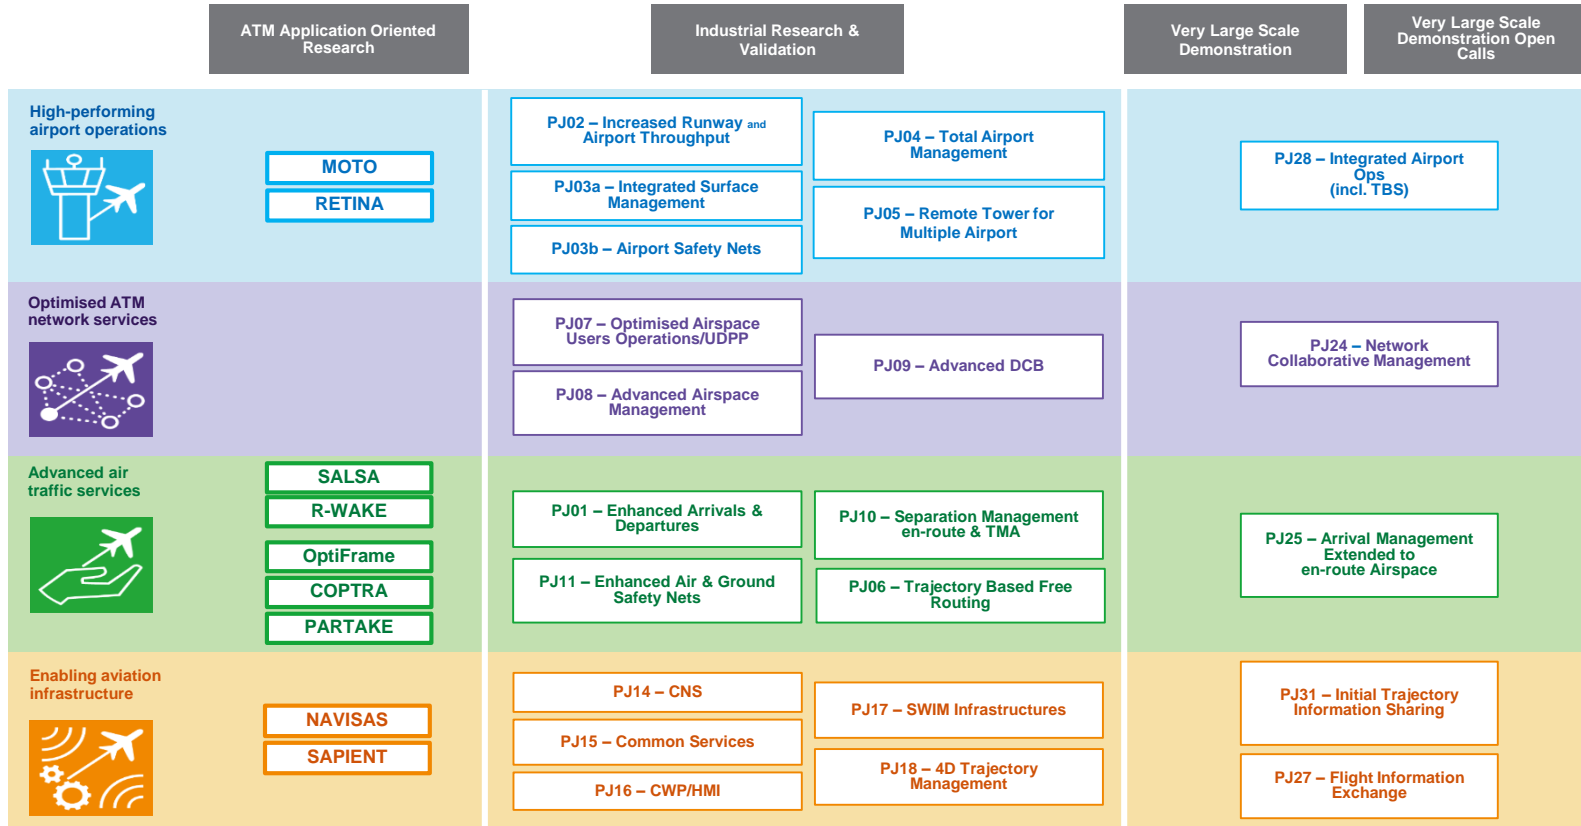 ATM Application Oriented
Research
Industrial Research &
Validation
Very Large Scale
Demonstration
Very Large Scale
Demonstration Open
Calls
High-performing
airport operations
MOTO
RETINA
PJ02 – Increased Runway and
Airport Throughput
PJ03a – Integrated Surface
Management
PJ03b – Airport Safety Nets
PJ04 – Total Airport
Management
PJ05 – Remote Tower for
Multiple Airport
PJ28 – Integrated Airport
Ops
(incl. TBS)
Optimised ATM
network services
PJ07 – Optimised Airspace
Users Operations/UDPP
PJ08 – Advanced Airspace
Management
PJ09 – Advanced DCB
PJ24 – Network
Collaborative Management
Advanced air
traffic services
SALSA
R-WAKE
OptiFrame
COPTRA
PARTAKE
PJ01 – Enhanced Arrivals &
Departures
PJ11 – Enhanced Air & Ground
Safety Nets
PJ10 – Separation Management
en-route & TMA
PJ06 – Trajectory Based Free
Routing
PJ25 – Arrival Management
Extended to
en-route Airspace
Enabling aviation
infrastructure
NAVISAS
SAPIENT
PJ14 – CNS
PJ15 – Common Services
PJ16 – CWP/HMI
PJ17 – SWIM Infrastructures
PJ18 – 4D Trajectory
Management
PJ31 – Initial Trajectory
Information Sharing
PJ27 – Flight Information
Exchange